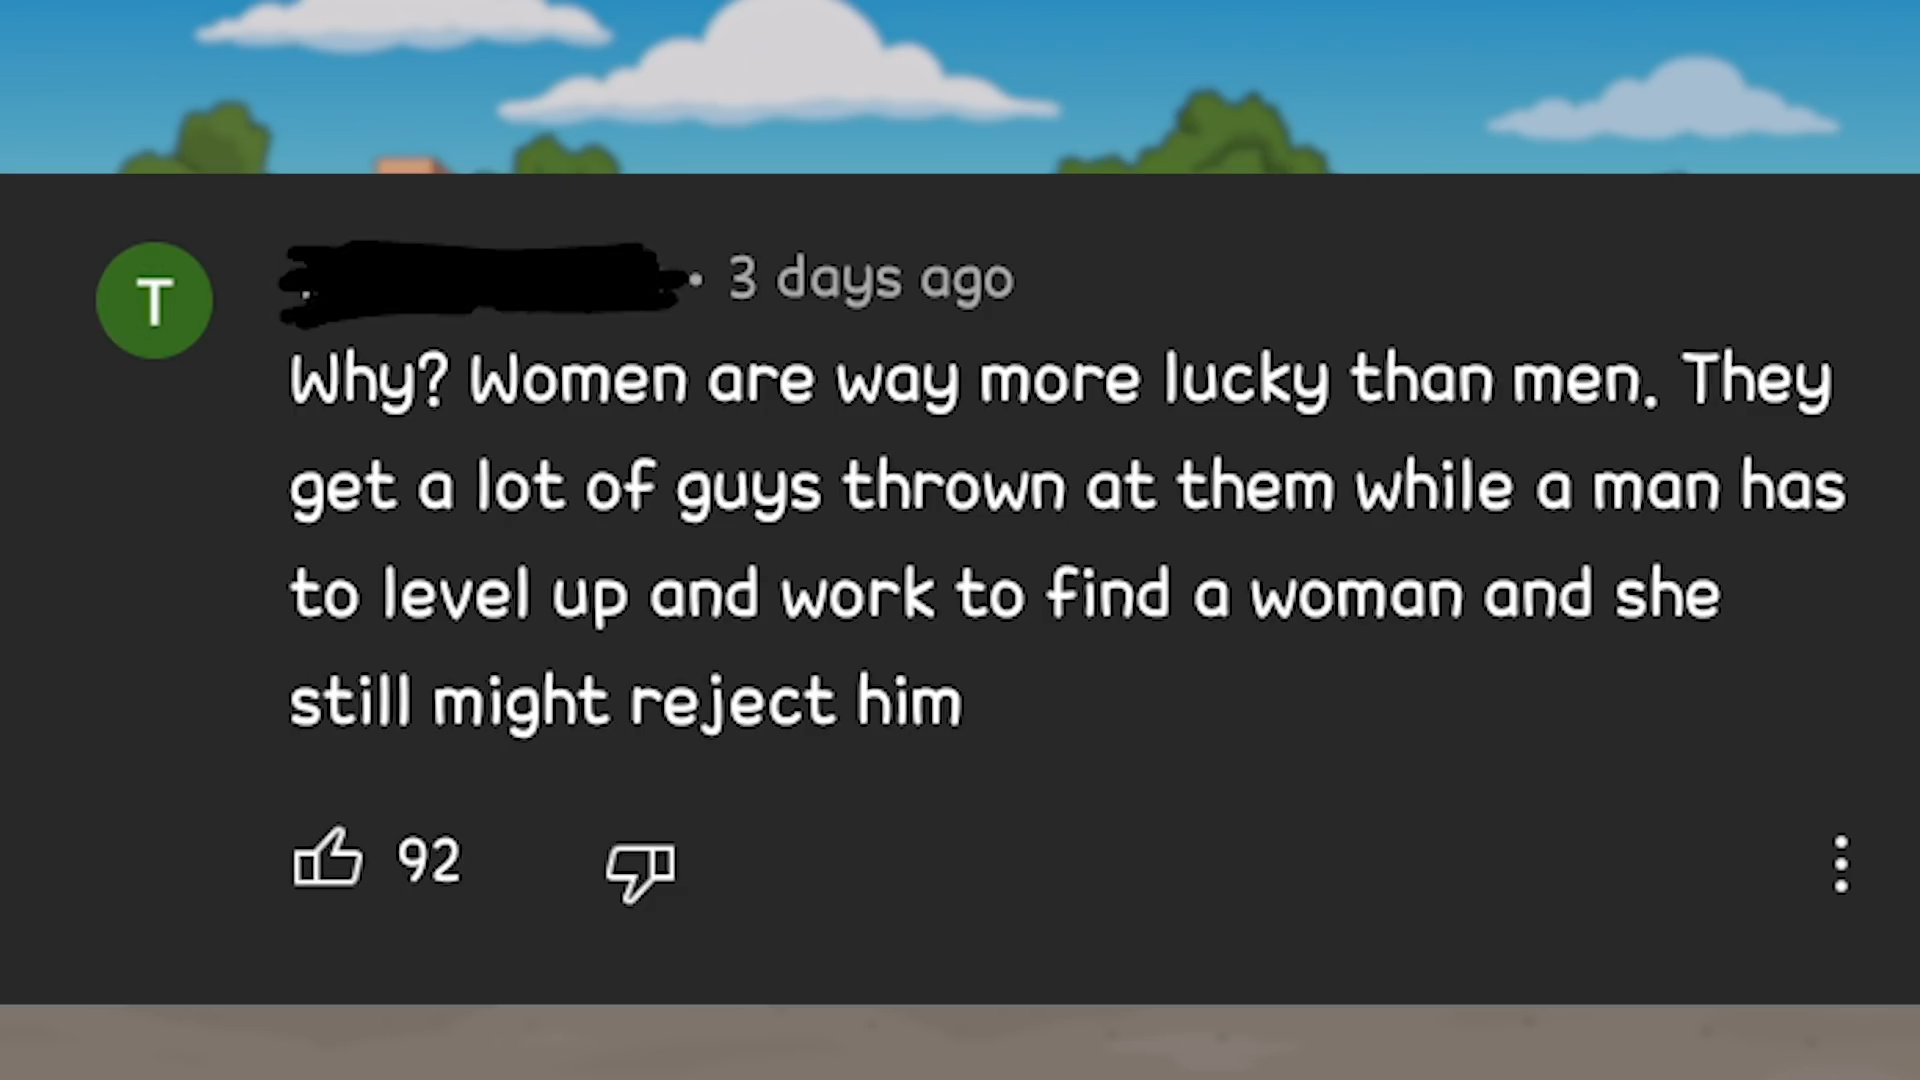 T
• 3 days ago
Why? Women are way more lucky than men. They
get a lot of guys thrown at them while a man has
to level up and work to find a woman and she
still might reject him
92